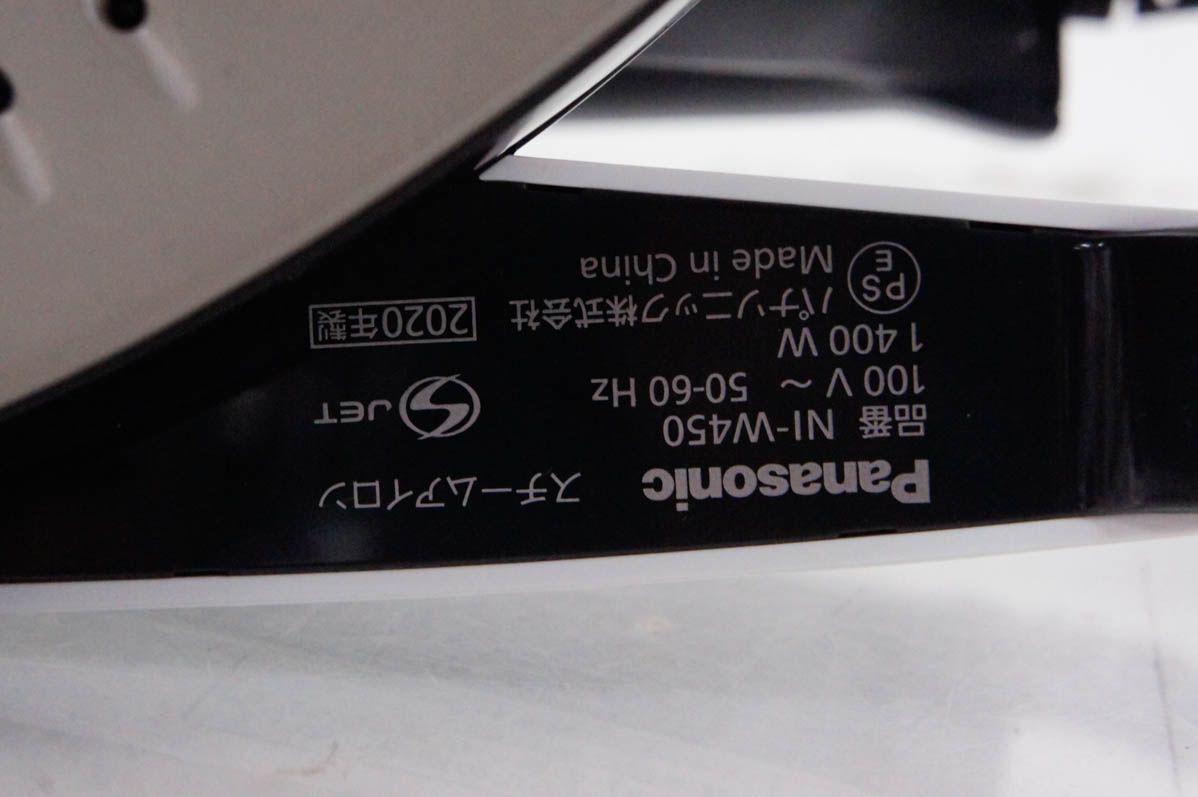 Panasonic スチームアイロン
品番 NI-W450
100 V ~ 50-60 Hz
1 400 W
S JET
パナソニック株式会社
2020年製
Made in China
PS
E